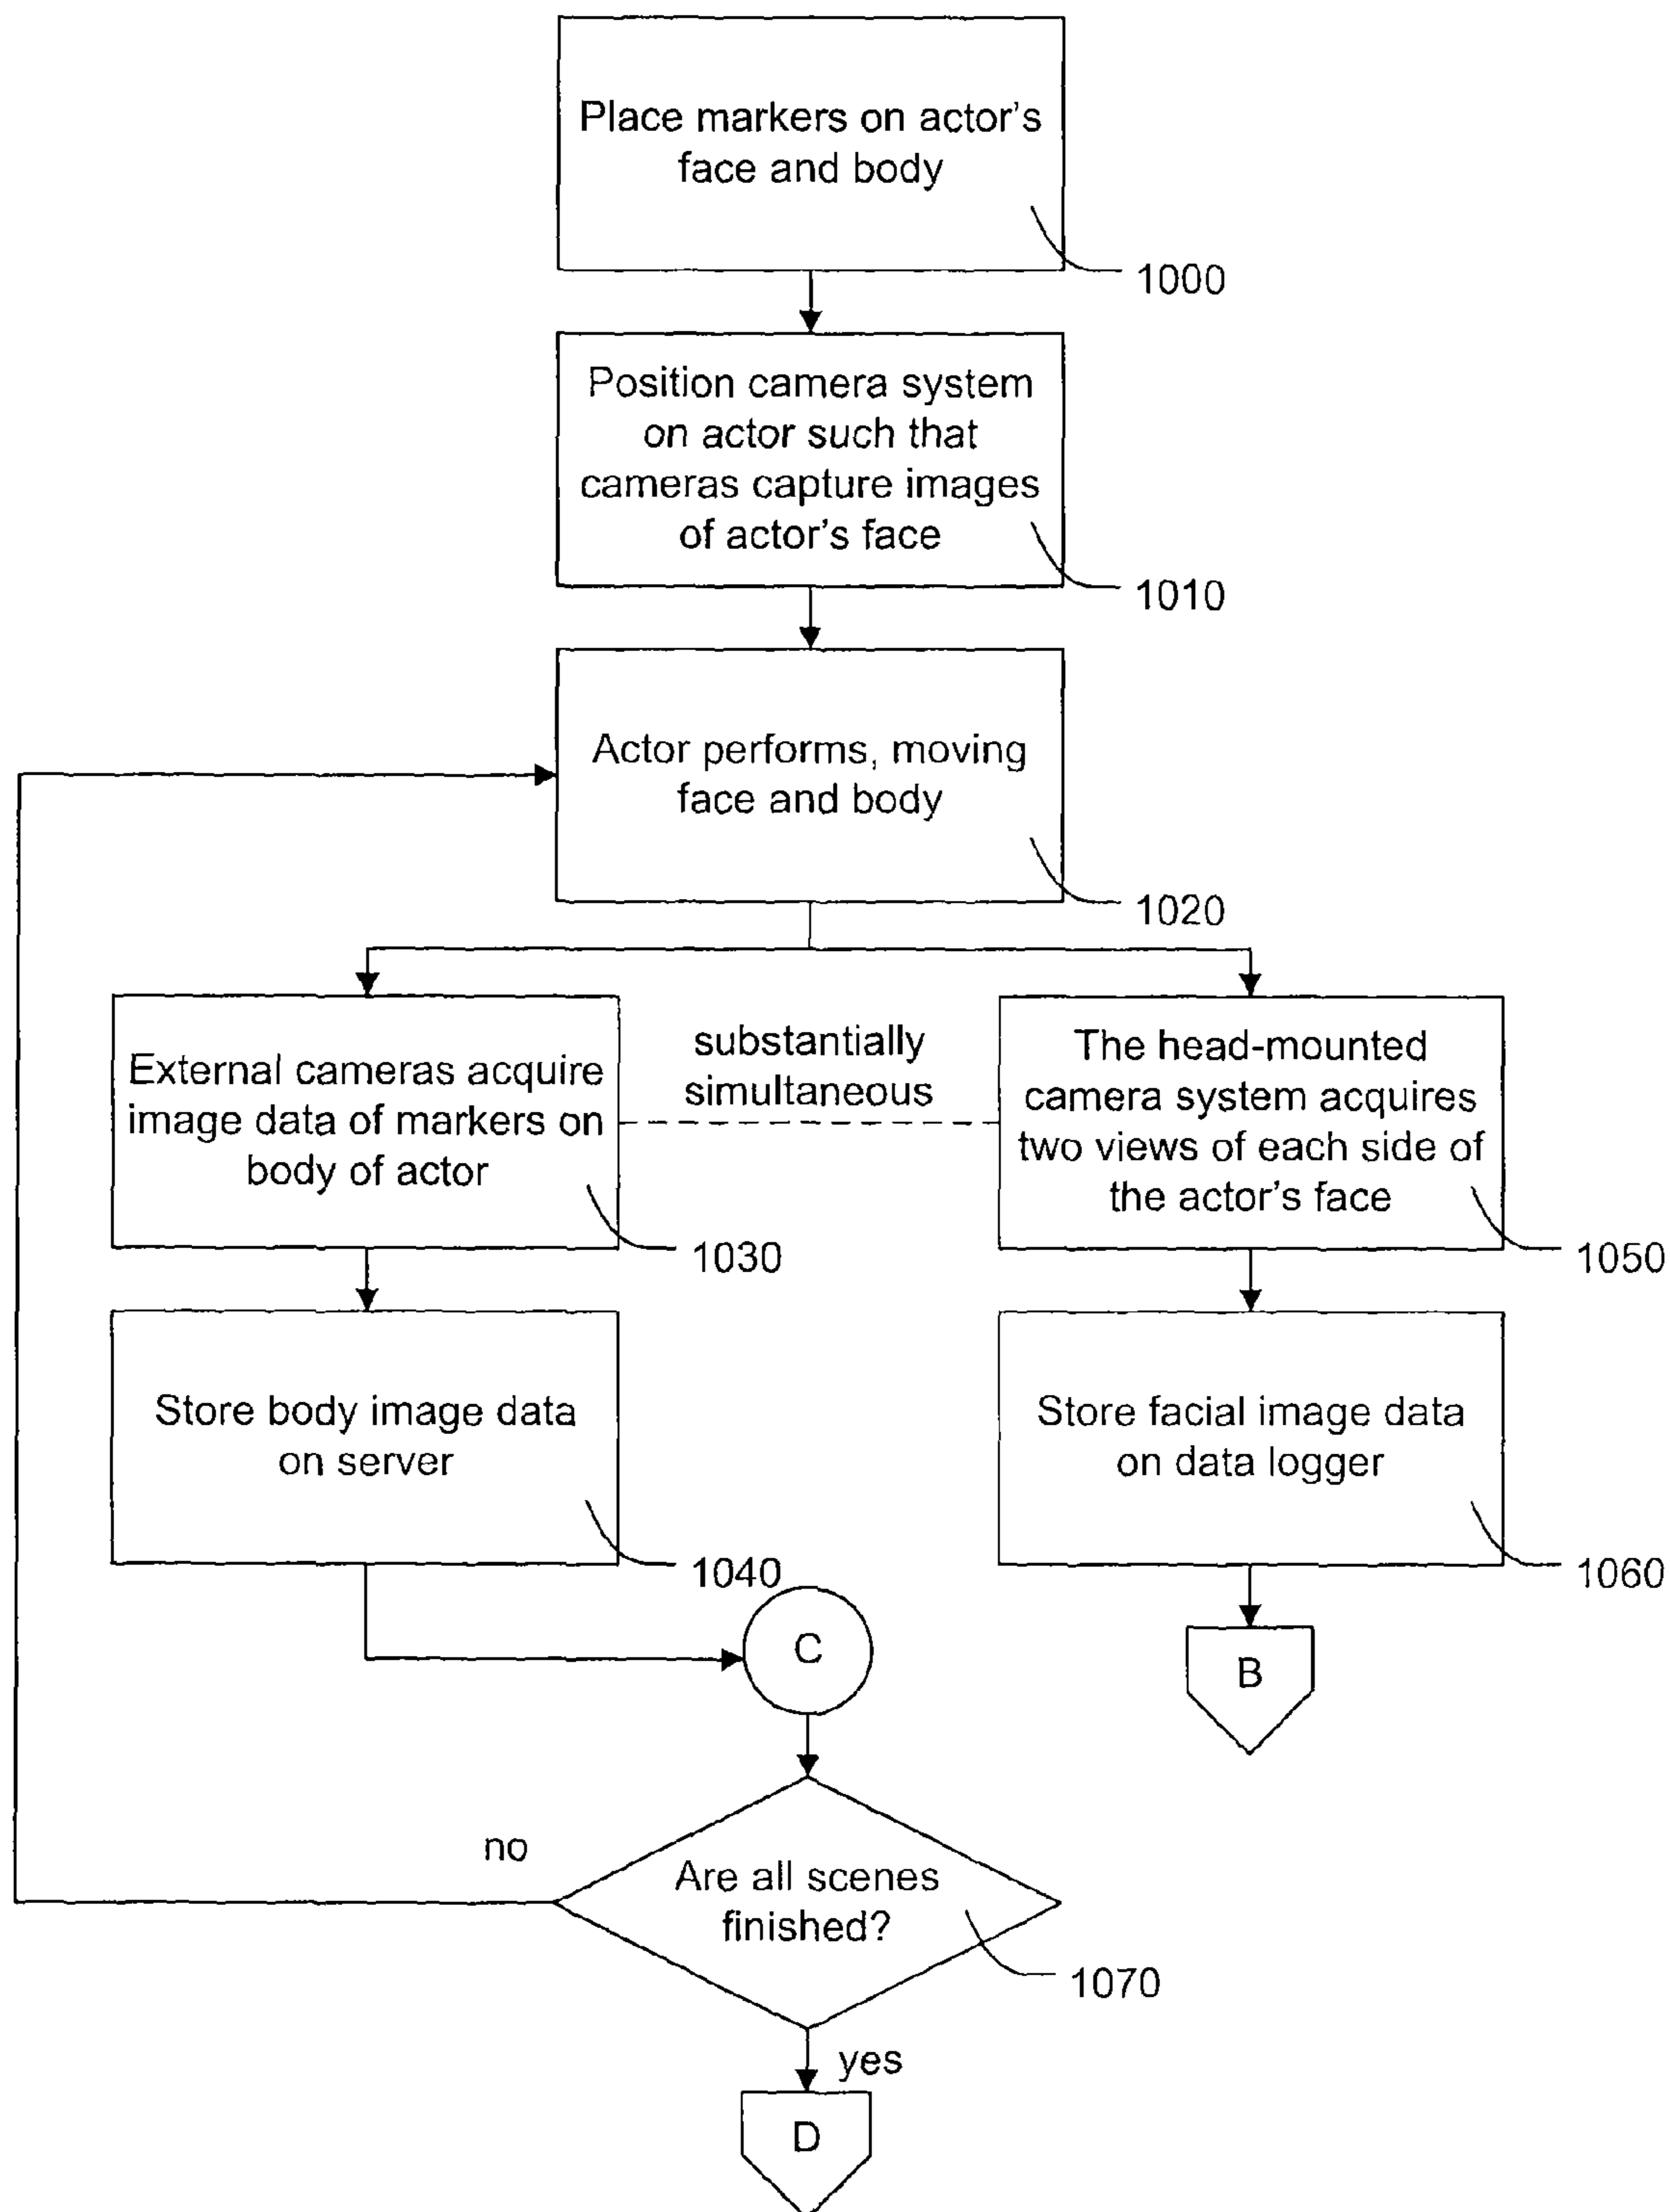 Place markers on actor's
face and body
1000
Position camera system
on actor such that
cameras capture images
of actor's face
1010
Actor performs, moving
face and body
1020
External cameras acquire
image data of markers on
body of actor
1030
substantially
simultaneous
The head-mounted
camera system acquires
two views of each side of
the actor's face
1050
Store body image data
on server
1040
Store facial image data
on data logger
1060
C
B
no
Are all scenes
finished?
1070
yes
D